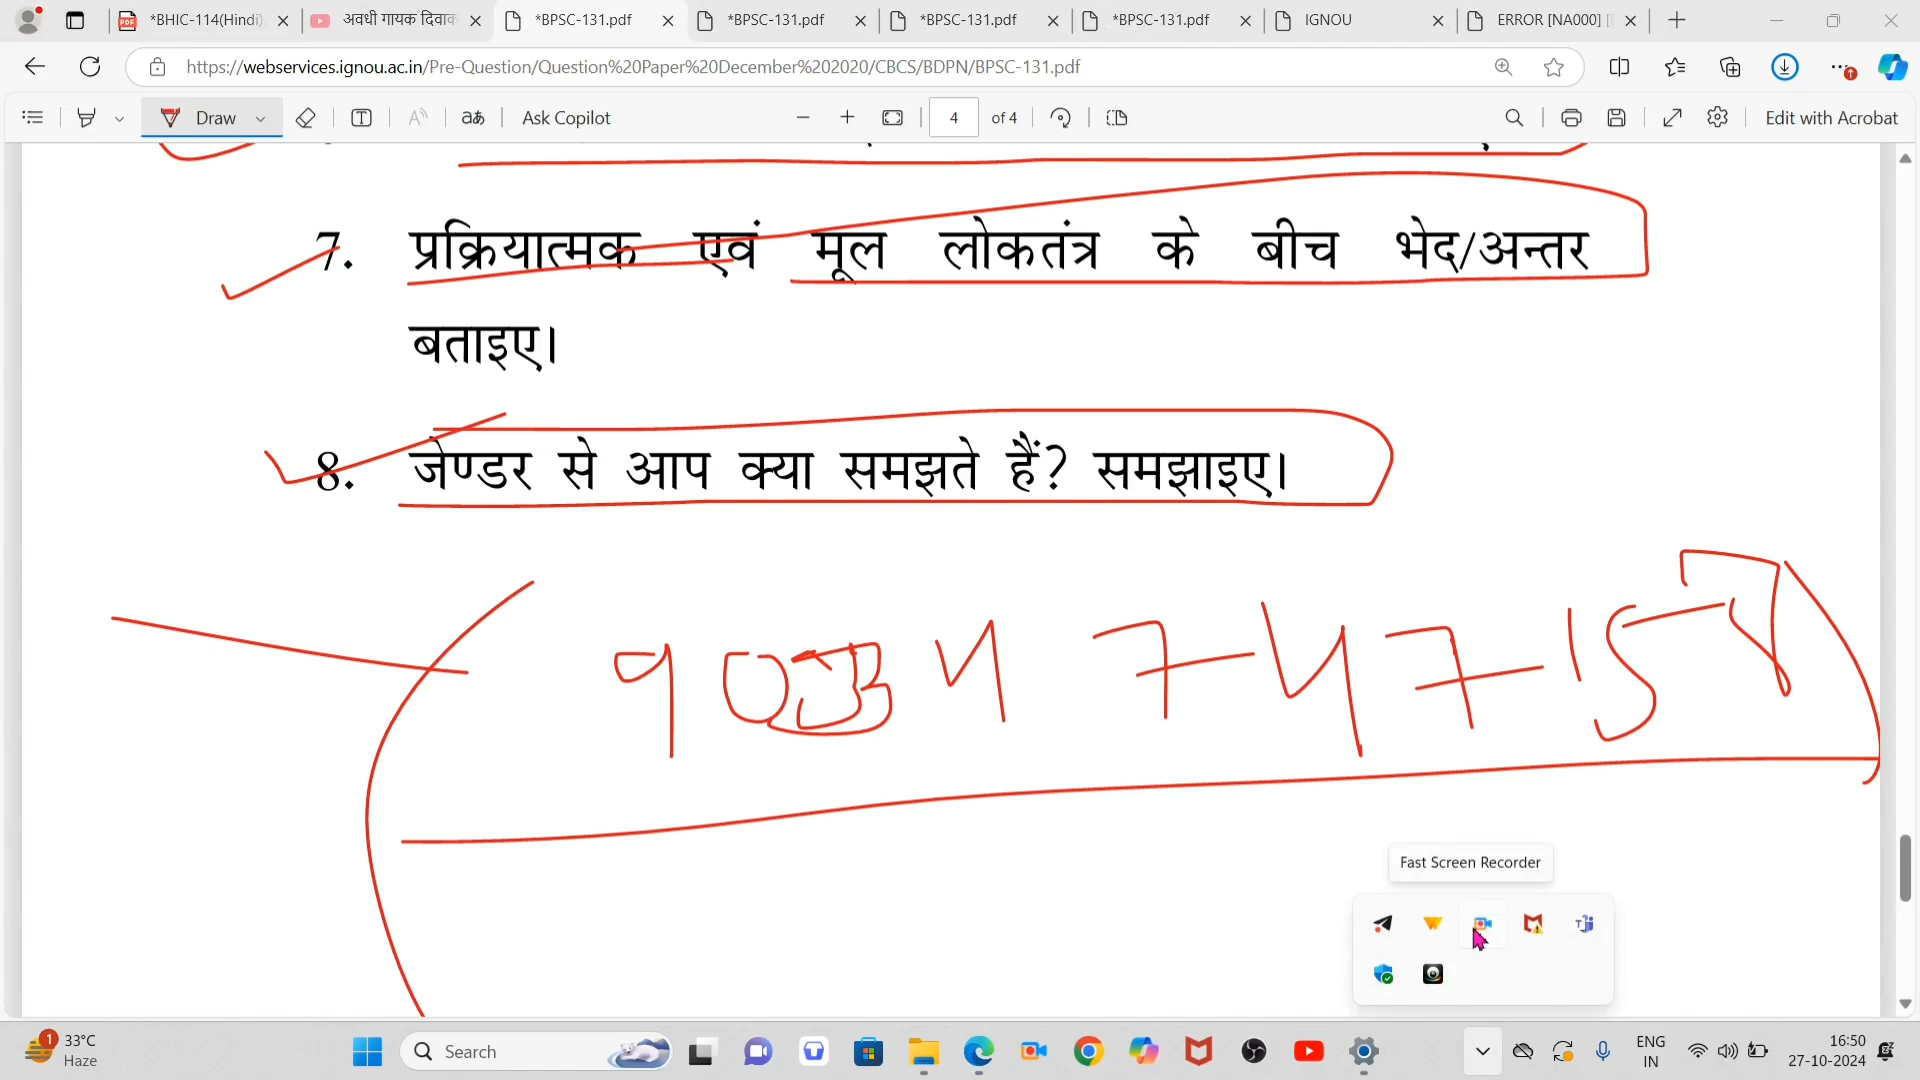 *BHIC-114(Hindi)
अवधी गायक दिवाक
*BPSC-131.pdf
*BPSC-131.pdf
*BPSC-131.pdf
*BPSC-131.pdf
IGNOU
ERROR [NA000] [
https://webservices.ignou.ac.in/Pre-Question/Question%20Paper%20December%202020/CBCS/BDPN/BPSC-131.pdf
Draw
aあ
Ask Copilot
4
of 4
Edit with Acrobat
7. प्रक्रियात्मक एवं मूल लोकतंत्र के बीच भेद/अन्तर
बताइए।
8. जेण्डर से आप क्या समझते हैं? समझाइए।
Fast Screen Recorder
1
33°C
Haze
Search
ENG
IN
16:50
27-10-2024